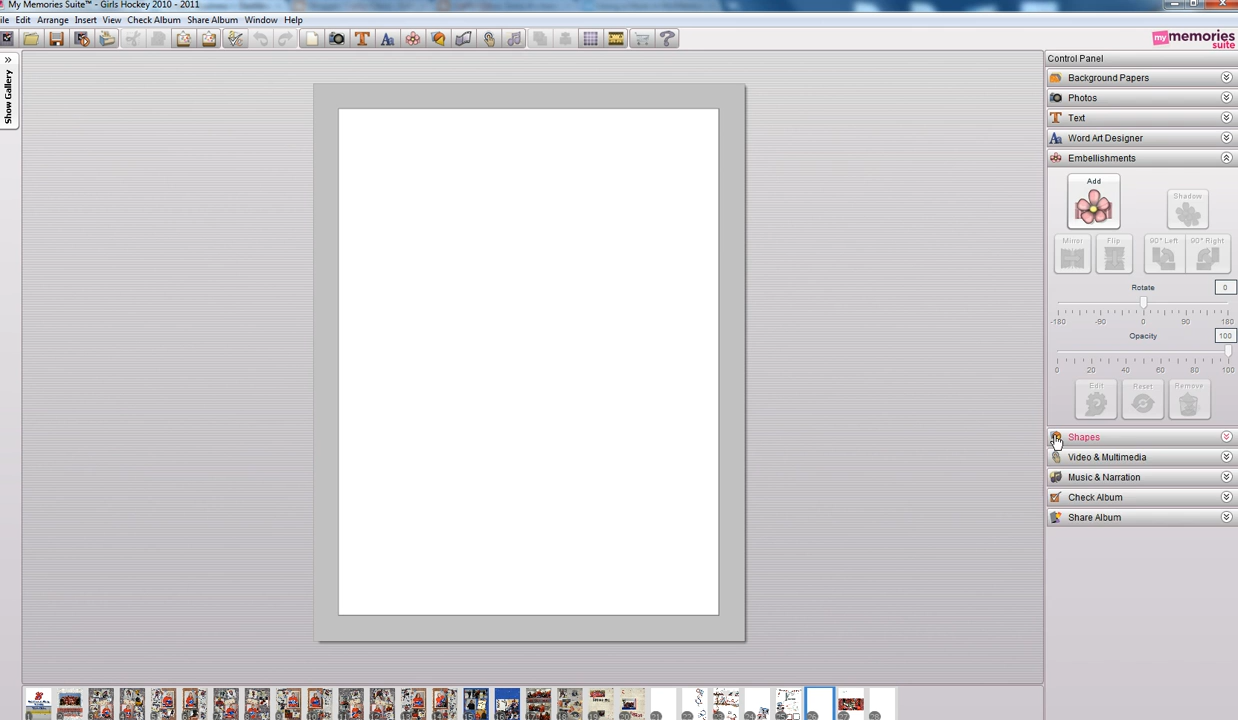 My Memories Suite™ - Girls Hockey 2010 - 2011
ile Edit Arrange Insert View Check Album Share Album Window Help
my memories suite
Show Gallery
Control Panel
Background Papers
Photos
Text
Word Art Designer
Embellishments
Add
Shadow
Mirror Flip 90° Left 90° Right
Rotate 0
-180 -90 0 90 180
Opacity 100
0 20 40 60 80 100
Edit Reset Remove
Shapes
Video & Multimedia
Music & Narration
Check Album
Share Album